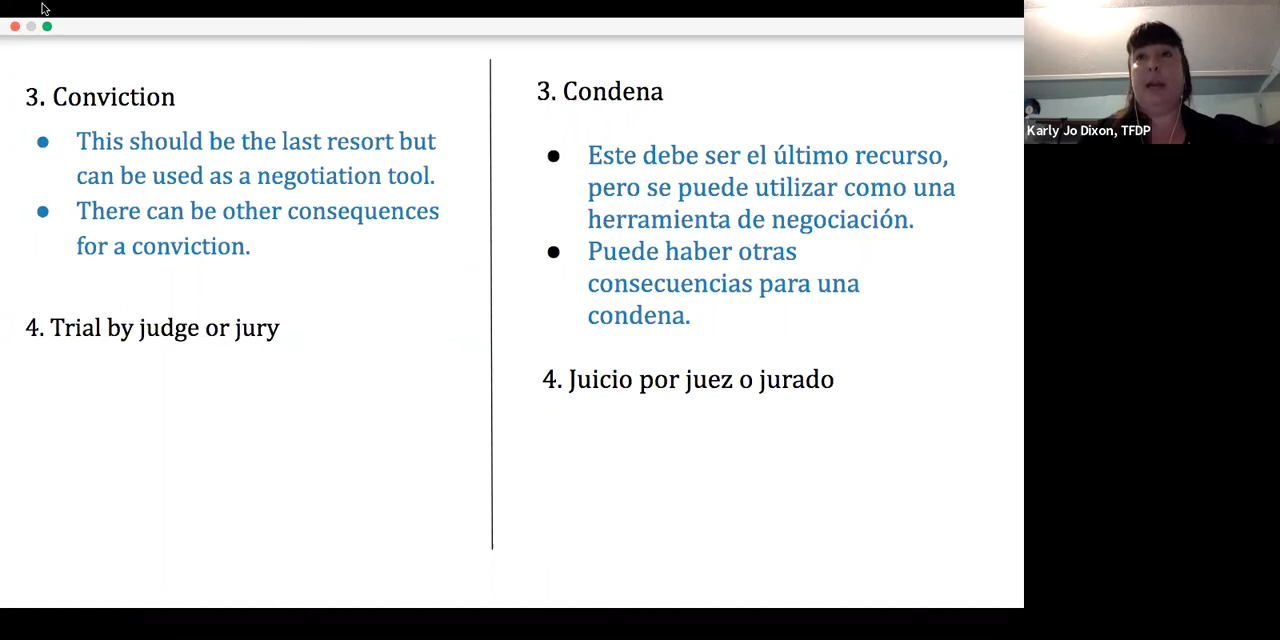 3. Conviction
● This should be the last resort but
can be used as a negotiation tool.
● There can be other consequences
for a conviction.
4. Trial by judge or jury
3. Condena
● Este debe ser el último recurso,
pero se puede utilizar como una
herramienta de negociación.
● Puede haber otras
consecuencias para una
condena.
4. Juicio por juez o jurado
Karly Jo Dixon, TFDP